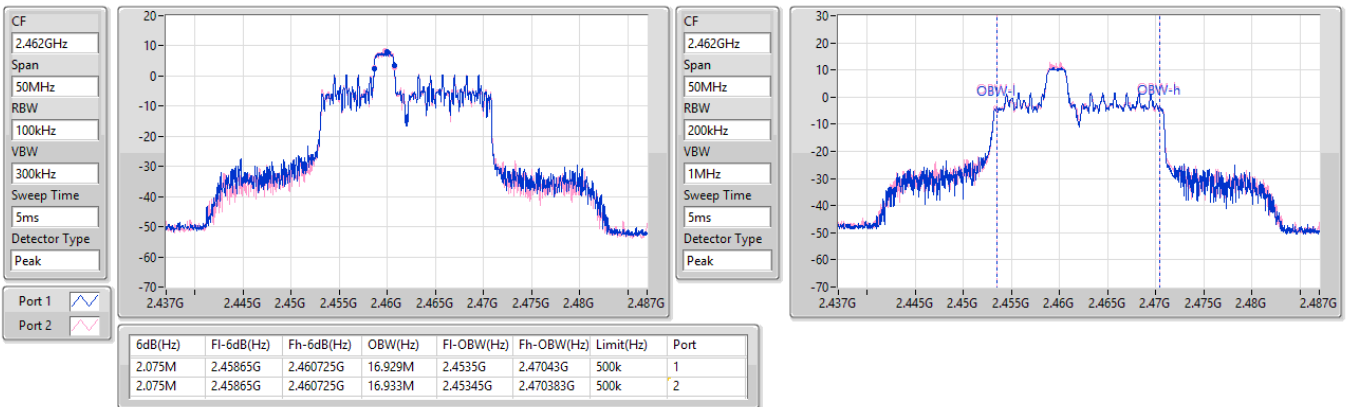 CF
2.462GHz
Span
50MHz
RBW
100kHz
VBW
300kHz
Sweep Time
5ms
Detector Type
Peak
Port 1
Port 2
20-
10-
0-
-10-
-20-
-30-
-40-
-50-
-60-
-70-
2.437G 2.445G 2.45G 2.455G 2.46G 2.465G 2.47G 2.475G 2.48G 2.487G
CF
2.462GHz
Span
50MHz
RBW
200kHz
VBW
1MHz
Sweep Time
5ms
Detector Type
Peak
30-
20-
10-
0-
-10-
-20-
-30-
-40-
-50-
-60-
-70-
OBW-l OBW-h
2.437G 2.445G 2.45G 2.455G 2.46G 2.465G 2.47G 2.475G 2.48G 2.487G
6dB(Hz) Fl-6dB(Hz) Fh-6dB(Hz) OBW(Hz) Fl-OBW(Hz) Fh-OBW(Hz) Limit(Hz) Port
2.075M 2.45865G 2.460725G 16.929M 2.4535G 2.47043G 500k 1
2.075M 2.45865G 2.460725G 16.933M 2.45345G 2.470383G 500k 2